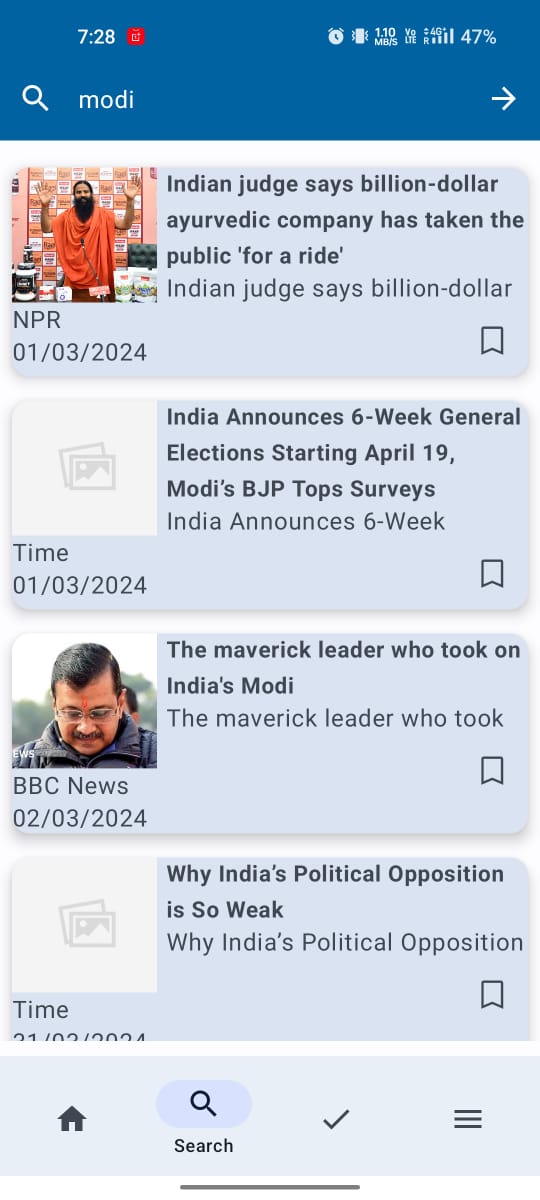 7:28
1.10 MB/S Vo LTE 4G+ R 47%
modi
Indian judge says billion-dollar
ayurvedic company has taken the
public 'for a ride'
Indian judge says billion-dollar
NPR
01/03/2024
India Announces 6-Week General
Elections Starting April 19,
Modi’s BJP Tops Surveys
India Announces 6-Week
Time
01/03/2024
The maverick leader who took on
India's Modi
The maverick leader who took
EWS
BBC News
02/03/2024
Why India’s Political Opposition
is So Weak
Why India’s Political Opposition
Time
Search